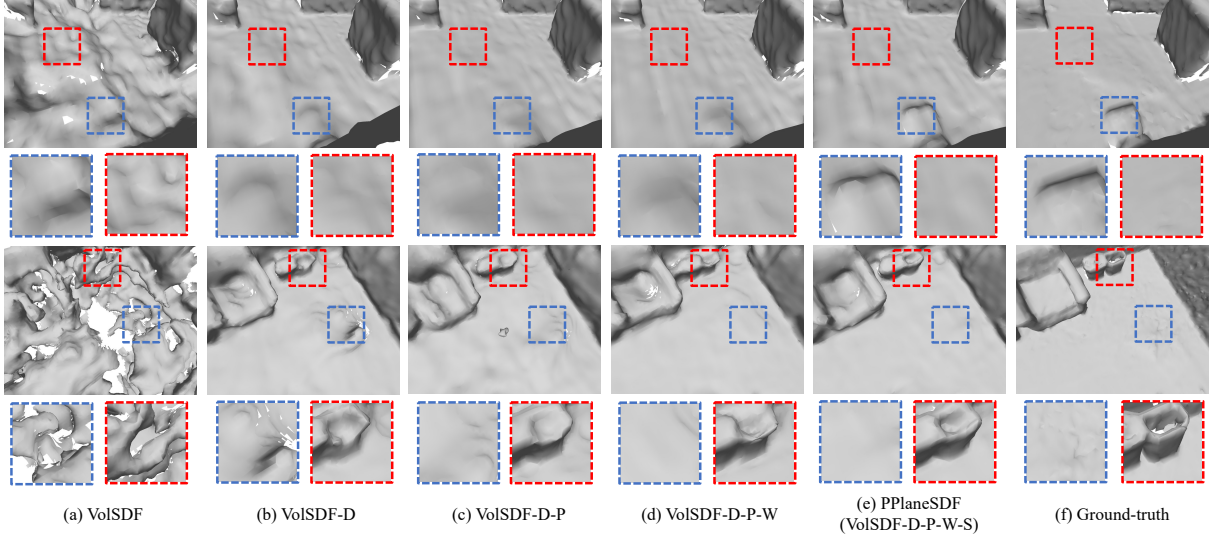 (a) VolSDF
(b) VolSDF-D
(c) VolSDF-D-P
(d) VolSDF-D-P-W
(e) PPlaneSDF
(VolSDF-D-P-W-S)
(f) Ground-truth